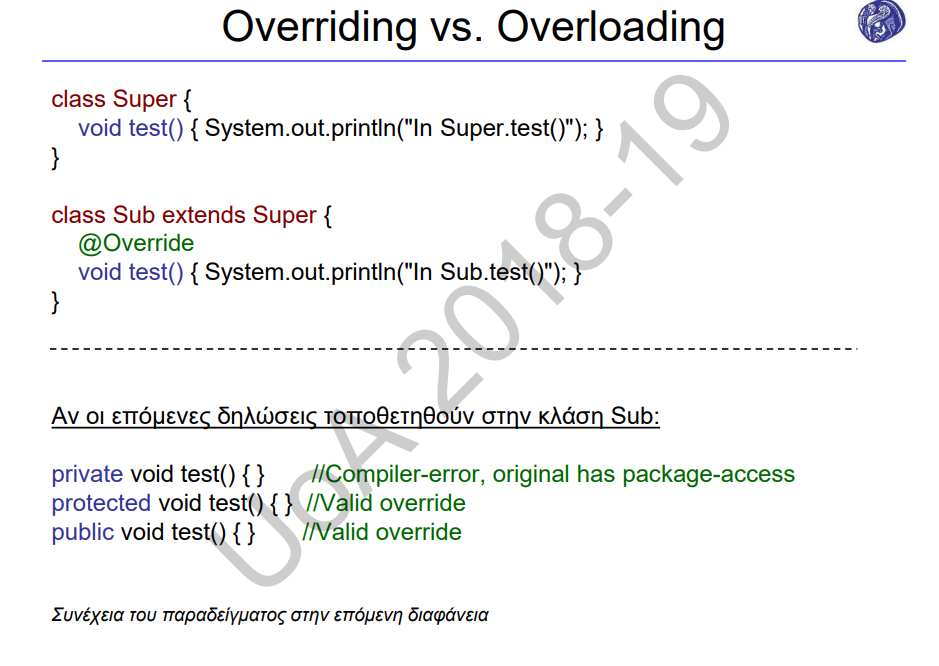 Overriding vs. Overloading
class Super {
void test() { System.out.println("In Super.test()"); }
}
class Sub extends Super {
@Override
void test() { System.out.println("In Sub.test()"); }
}
Αν οι επόμενες δηλώσεις τοποθετηθούν στην κλάση Sub:
private void test() { } //Compiler-error, original has package-access
protected void test() { } //Valid override
public void test() { } //Valid override
Συνέχεια του παραδείγματος στην επόμενη διαφάνεια
UoA 2018-19